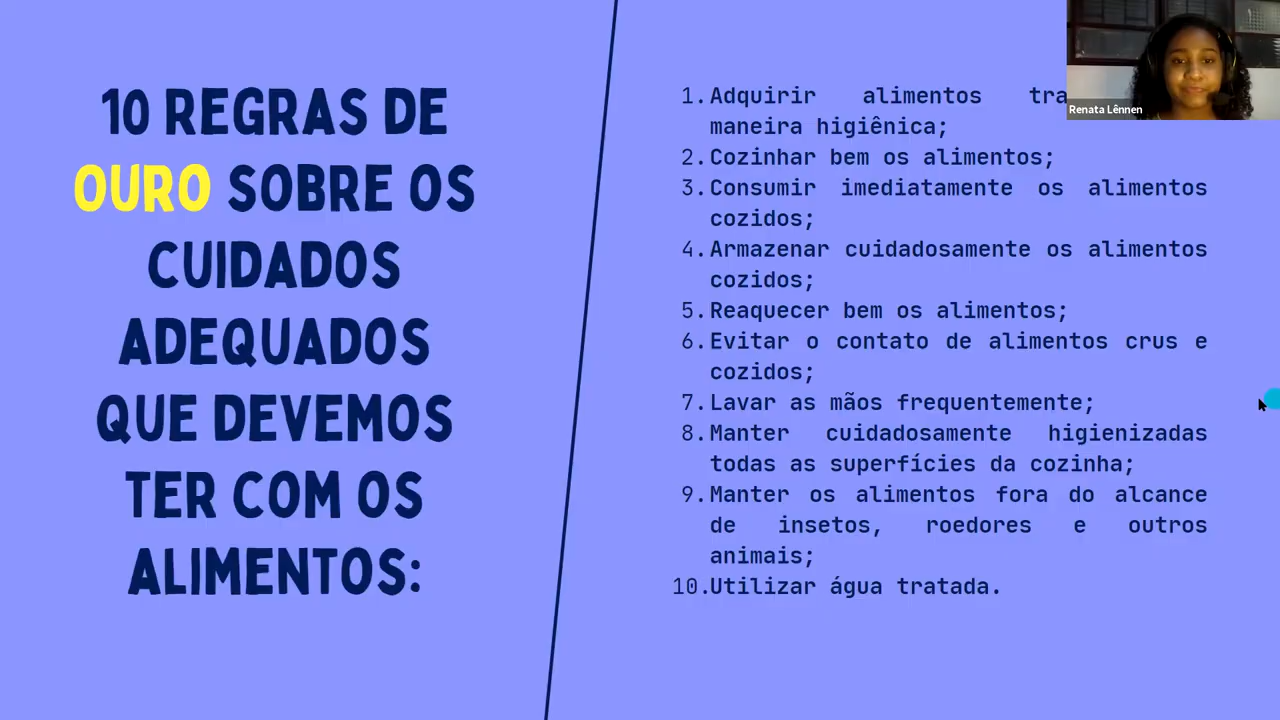 10 REGRAS DE
OURO SOBRE OS
CUIDADOS
ADEQUADOS
QUE DEVEMOS
TER COM OS
ALIMENTOS:
1. Adquirir alimentos
maneira higiênica;
2. Cozinhar bem os alimentos;
3. Consumir imediatamente os alimentos
cozidos;
4. Armazenar cuidadosamente os alimentos
cozidos;
5. Reaquecer bem os alimentos;
6. Evitar o contato de alimentos crus e
cozidos;
7. Lavar as mãos frequentemente;
8. Manter cuidadosamente higienizadas
todas as superfícies da cozinha;
9. Manter os alimentos fora do alcance
de insetos, roedores e outros
animais;
10. Utilizar água tratada.
Renata Lênnen